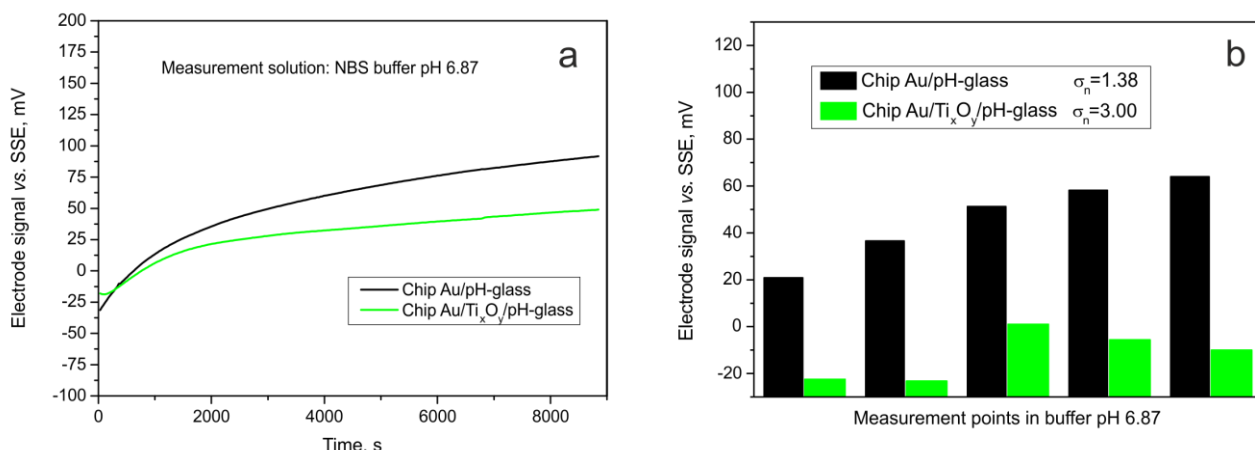 a
Measurement solution: NBS buffer pH 6.87
Electrode signal vs. SSE, mV
200
175
150
125
100
75
50
25
0
-25
-50
-75
-100
Chip Au/pH-glass
Chip Au/TixOy/pH-glass
0
2000
4000
6000
8000
Time, s
b
Electrode signal vs. SSE, mV
120
100
80
60
40
20
0
-20
Chip Au/pH-glass σn=1.38
Chip Au/TixOy/pH-glass σn=3.00
Measurement points in buffer pH 6.87